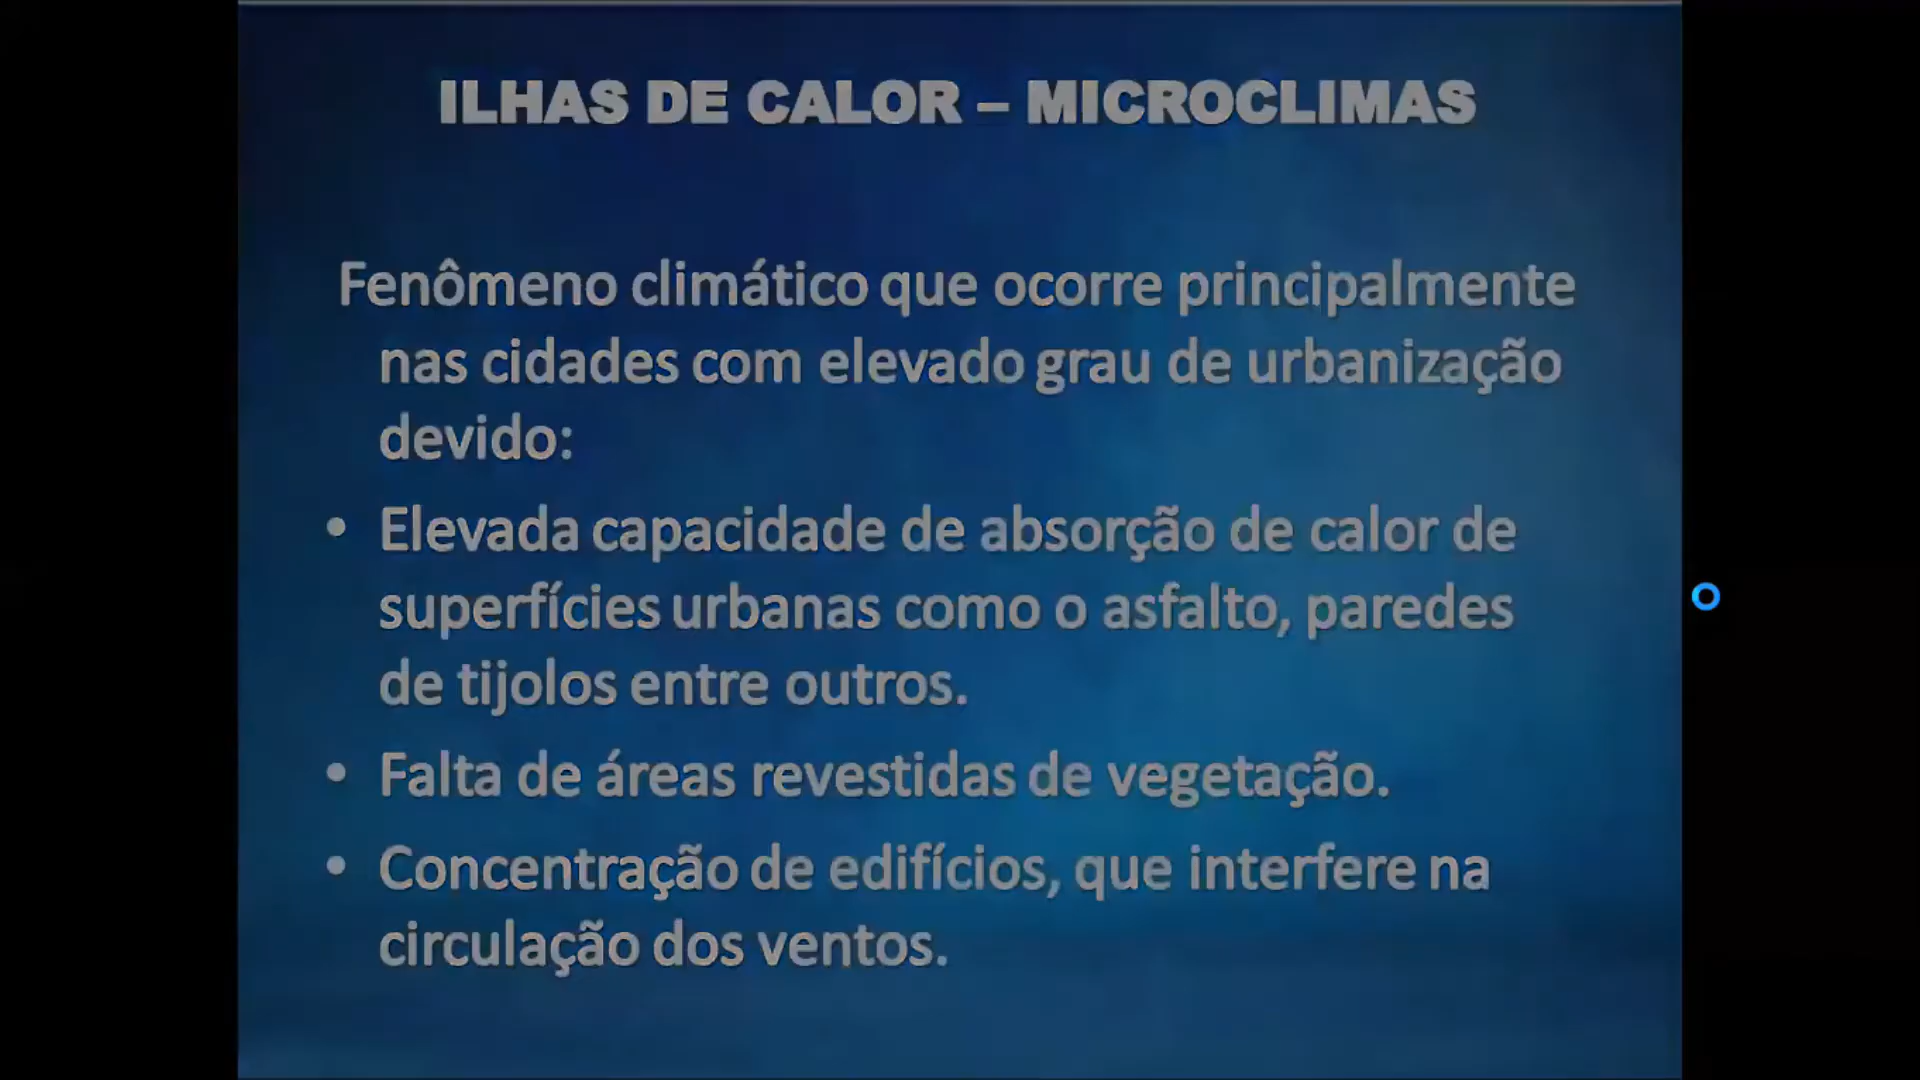 ILHAS DE CALOR – MICROCLIMAS
Fenômeno climático que ocorre principalmente
nas cidades com elevado grau de urbanização
devido:
• Elevada capacidade de absorção de calor de
superfícies urbanas como o asfalto, paredes
de tijolos entre outros.
• Falta de áreas revestidas de vegetação.
• Concentração de edifícios, que interfere na
circulação dos ventos.